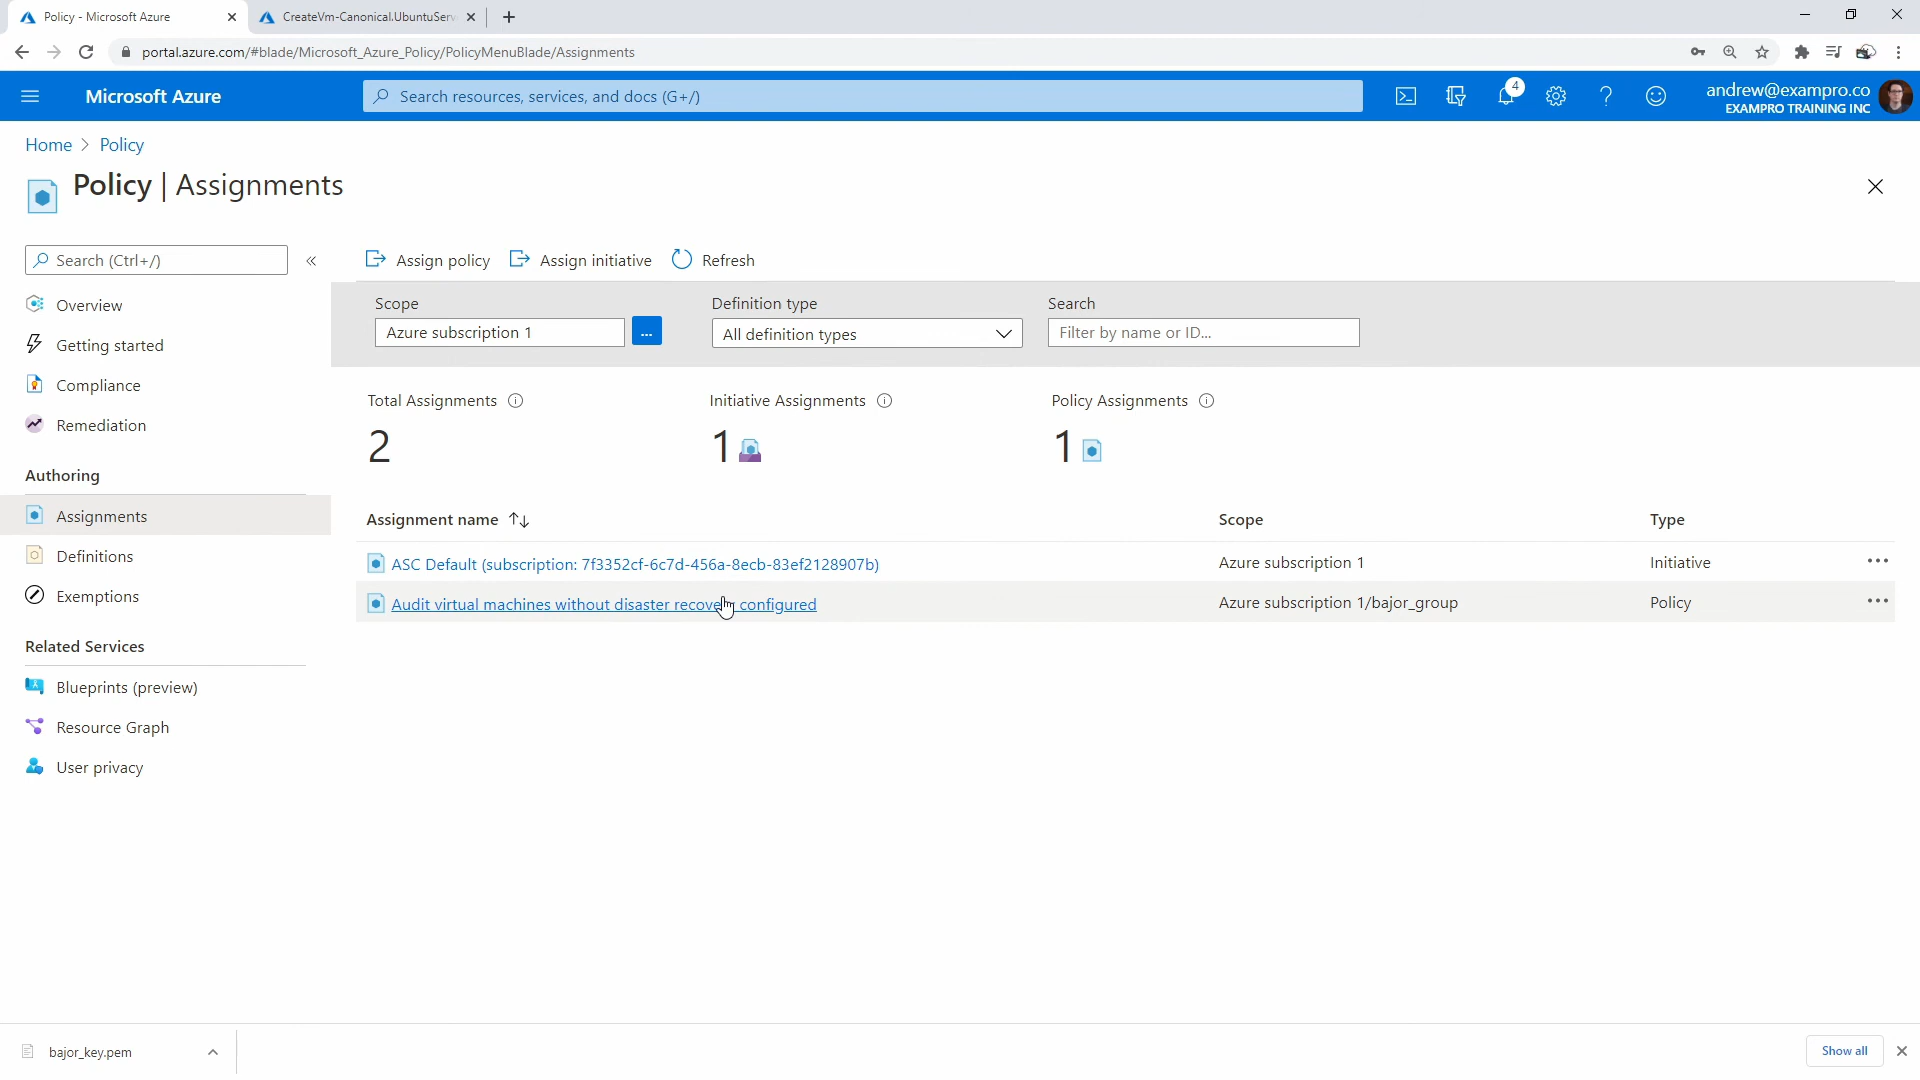 Policy - Microsoft Azure
CreateVm-Canonical.UbuntuServ
portal.azure.com/#blade/Microsoft_Azure_Policy/PolicyMenuBlade/Assignments
Microsoft Azure
Search resources, services, and docs (G+/)
4
andrew@exampro.co
EXAMPRO TRAINING INC
Home > Policy
Policy | Assignments
Search (Ctrl+/)
«
Assign policy
Assign initiative
Refresh
Overview
Getting started
Compliance
Remediation
Authoring
Assignments
Definitions
Exemptions
Related Services
Blueprints (preview)
Resource Graph
User privacy
Scope
Definition type
Search
Azure subscription 1
...
All definition types
Filter by name or ID...
Total Assignments
Initiative Assignments
Policy Assignments
2
1
1
Assignment name
Scope
Type
ASC Default (subscription: 7f3352cf-6c7d-456a-8ecb-83ef2128907b)
Azure subscription 1
Initiative
Audit virtual machines without disaster recovery configured
Azure subscription 1/bajor_group
Policy
bajor_key.pem
Show all